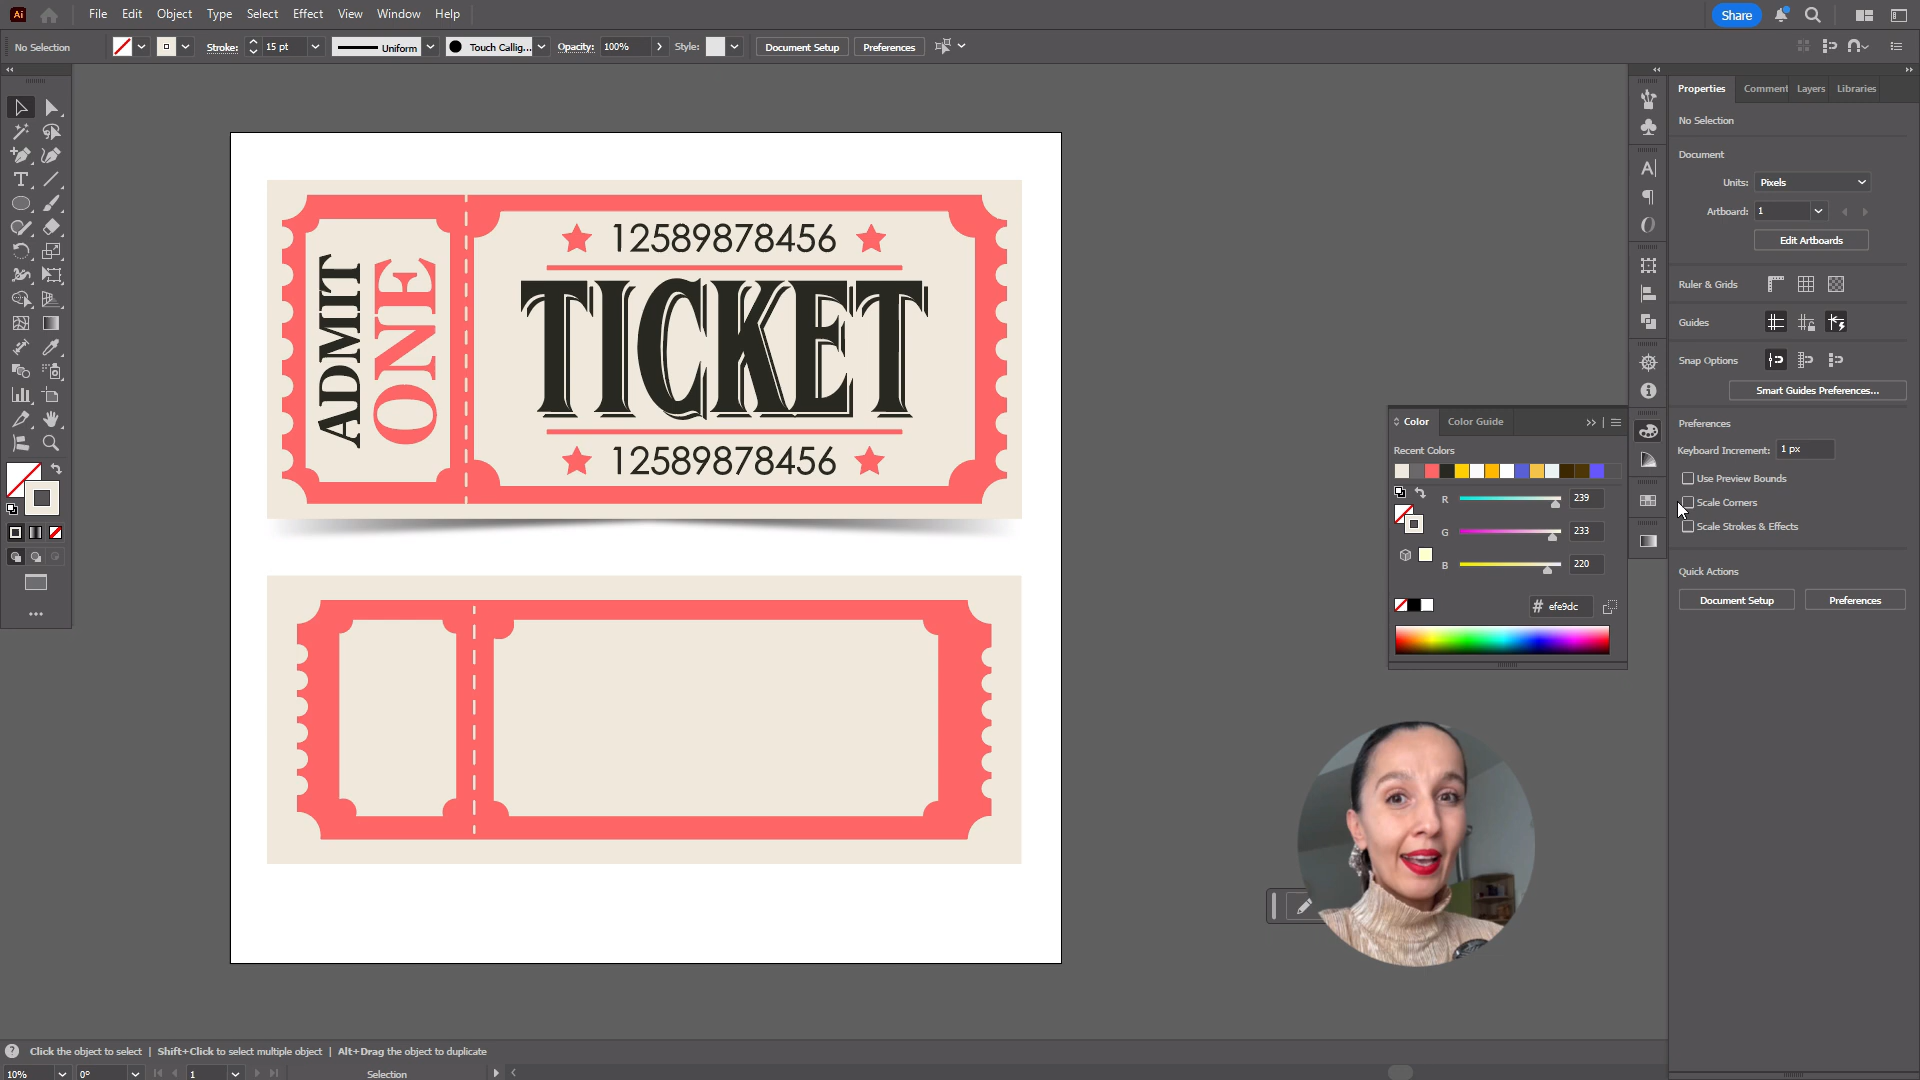 Ai File Edit Object Type Select Effect View Window Help Share
No Selection Stroke: 15 pt Uniform Touch Callig... Opacity: 100% Style: Document Setup Preferences
Properties Comment Layers Libraries
No Selection
Document
Units: Pixels
Artboard: 1
Edit Artboards
Ruler & Grids
Guides
Snap Options
Smart Guides Preferences...
Preferences
Keyboard Increment: 1 px
Use Preview Bounds
Scale Corners
Scale Strokes & Effects
Quick Actions
Document Setup Preferences
ADMIT
ONE
12589878456
TICKET
12589878456
Color Color Guide
Recent Colors
R 239
G 233
B 220
# efe9dc
Click the object to select | Shift+Click to select multiple object | Alt+Drag the object to duplicate
10% 0° 1 Selection